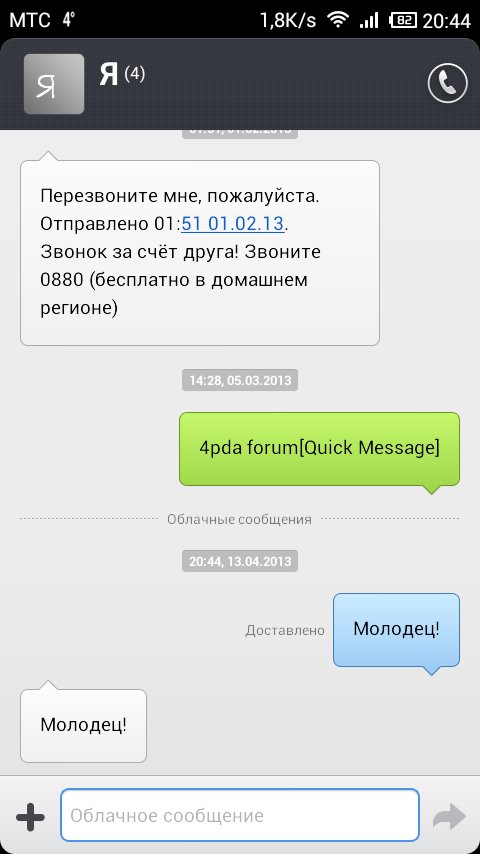 МТС 4° 1,8K/s 82 20:44
Я
Я (4)
Перезвоните мне, пожалуйста.
Отправлено 01:51 01.02.13.
Звонок за счёт друга! Звоните
0880 (бесплатно в домашнем
регионе)
14:28, 05.03.2013
4pda forum[Quick Message]
Облачные сообщения
20:44, 13.04.2013
Доставлено
Молодец!
Молодец!
Облачное сообщение